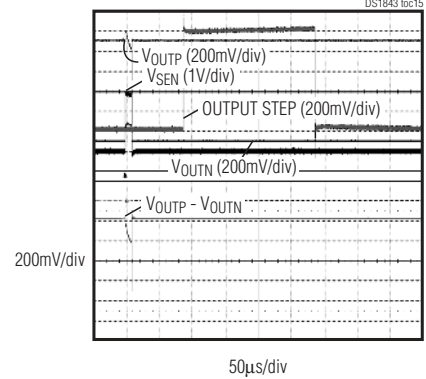 DS1843 toc15
VOUTP (200mV/div)
VSEN (1V/div)
OUTPUT STEP (200mV/div)
VOUTN (200mV/div)
VOUTP - VOUTN
200mV/div
50µs/div